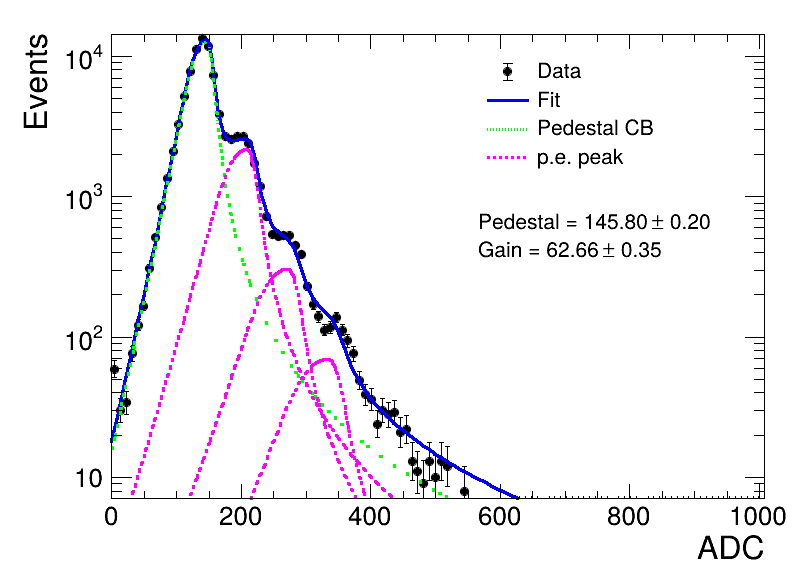 Events
10⁴
10³
10²
10
Data
Fit
Pedestal CB
p.e. peak
Pedestal = 145.80 ± 0.20
Gain = 62.66 ± 0.35
0 200 400 600 800 1000
ADC